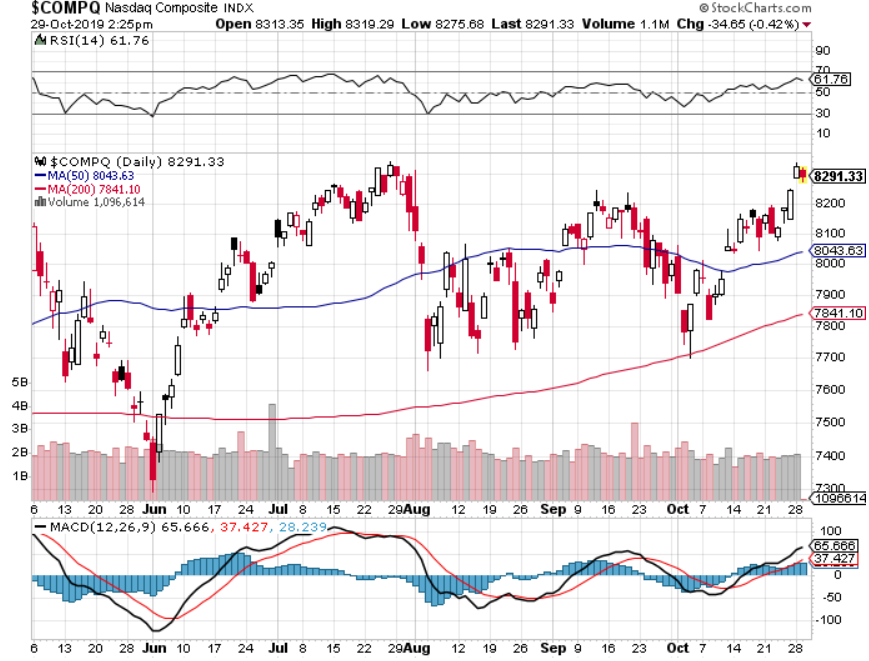 $COMPQ Nasdaq Composite INDX © StockCharts.com
29-Oct-2019 2:25pm Open 8313.35 High 8319.29 Low 8275.68 Last 8291.33 Volume 1.1M Chg -34.65 (-0.42%)
RSI(14) 61.76
90
70
61.76
50
30
10
$COMPQ (Daily) 8291.33
MA(50) 8043.63
MA(200) 7841.10
Volume 1,096,614
8291.33
8200
8100
8043.63
8000
7900
7841.10
7800
7700
7600
7500
7400
7300
1096614
5B
4B
3B
2B
1B
6 13 20 28 Jun 10 17 24 Jul 8 15 22 29 Aug 12 19 26 Sep 9 16 23 Oct 7 14 21 28
MACD(12,26,9) 65.666, 37.427, 28.239
100
65.666
37.427
0
-50
-100
6 13 20 28 Jun 10 17 24 Jul 8 15 22 29 Aug 12 19 26 Sep 9 16 23 Oct 7 14 21 28